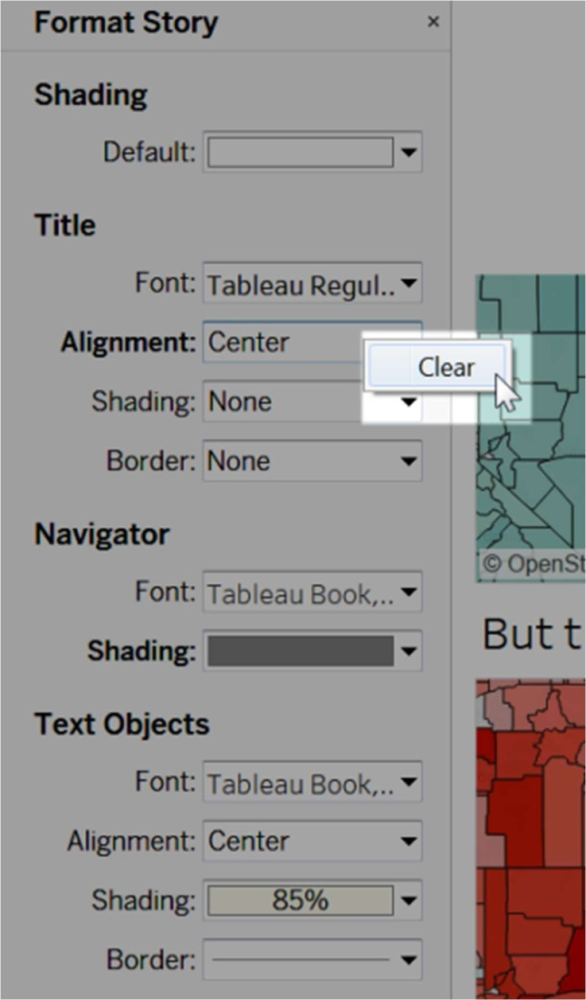 Format Story ×
Shading
Default:
Title
Font: Tableau Regul..
Alignment: Center
Clear
Shading: None
Border: None
Navigator
Font: Tableau Book,..
Shading:
Text Objects
Font: Tableau Book,..
Alignment: Center
Shading: 85%
Border:
© OpenSt
But t